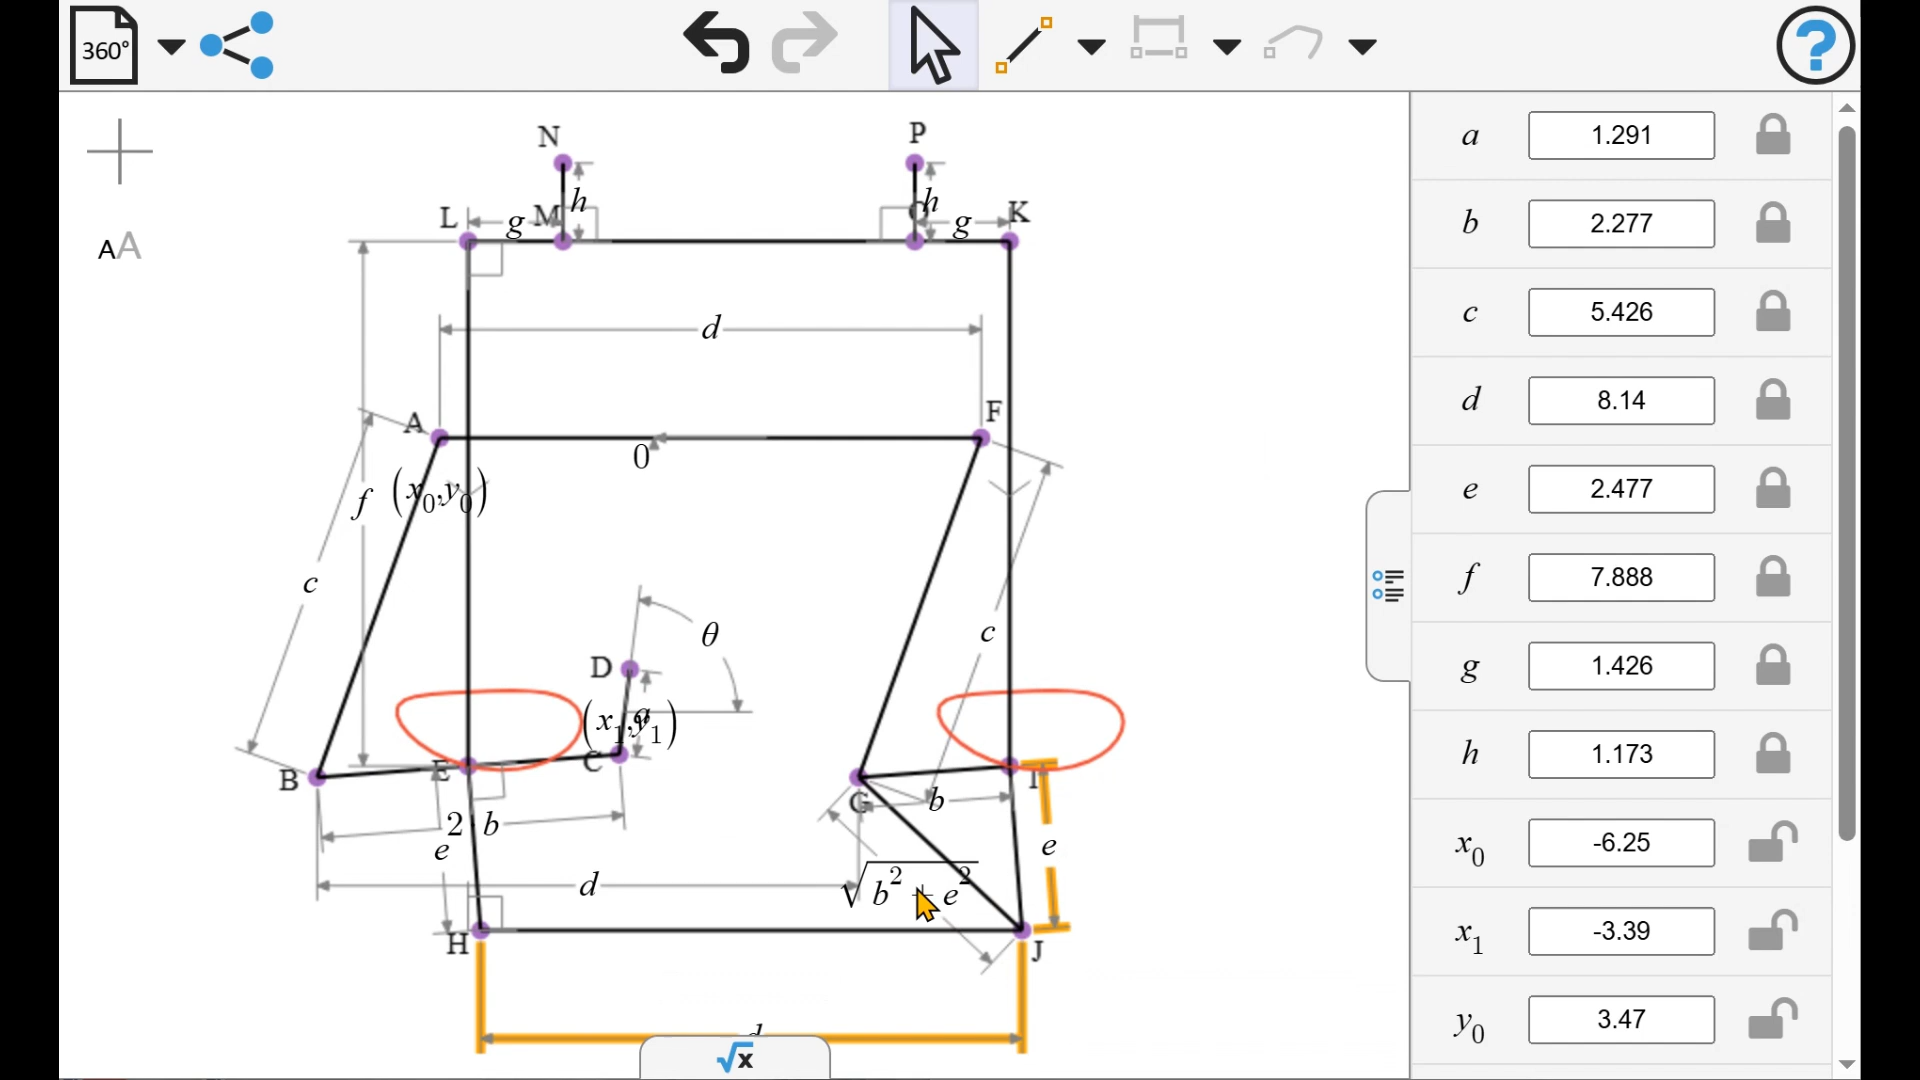 360°
?
AA
N
P
L
g
M
h
h
g
K
d
A
F
0
f
(x₀,y₀)
c
c
θ
D
(x₁,y₁)
a
B
E
C
G
I
b
2 b
e
e
d
√b² + e²
H
J
d
√x
a 1.291
b 2.277
c 5.426
d 8.14
e 2.477
f 7.888
g 1.426
h 1.173
x₀ -6.25
x₁ -3.39
y₀ 3.47